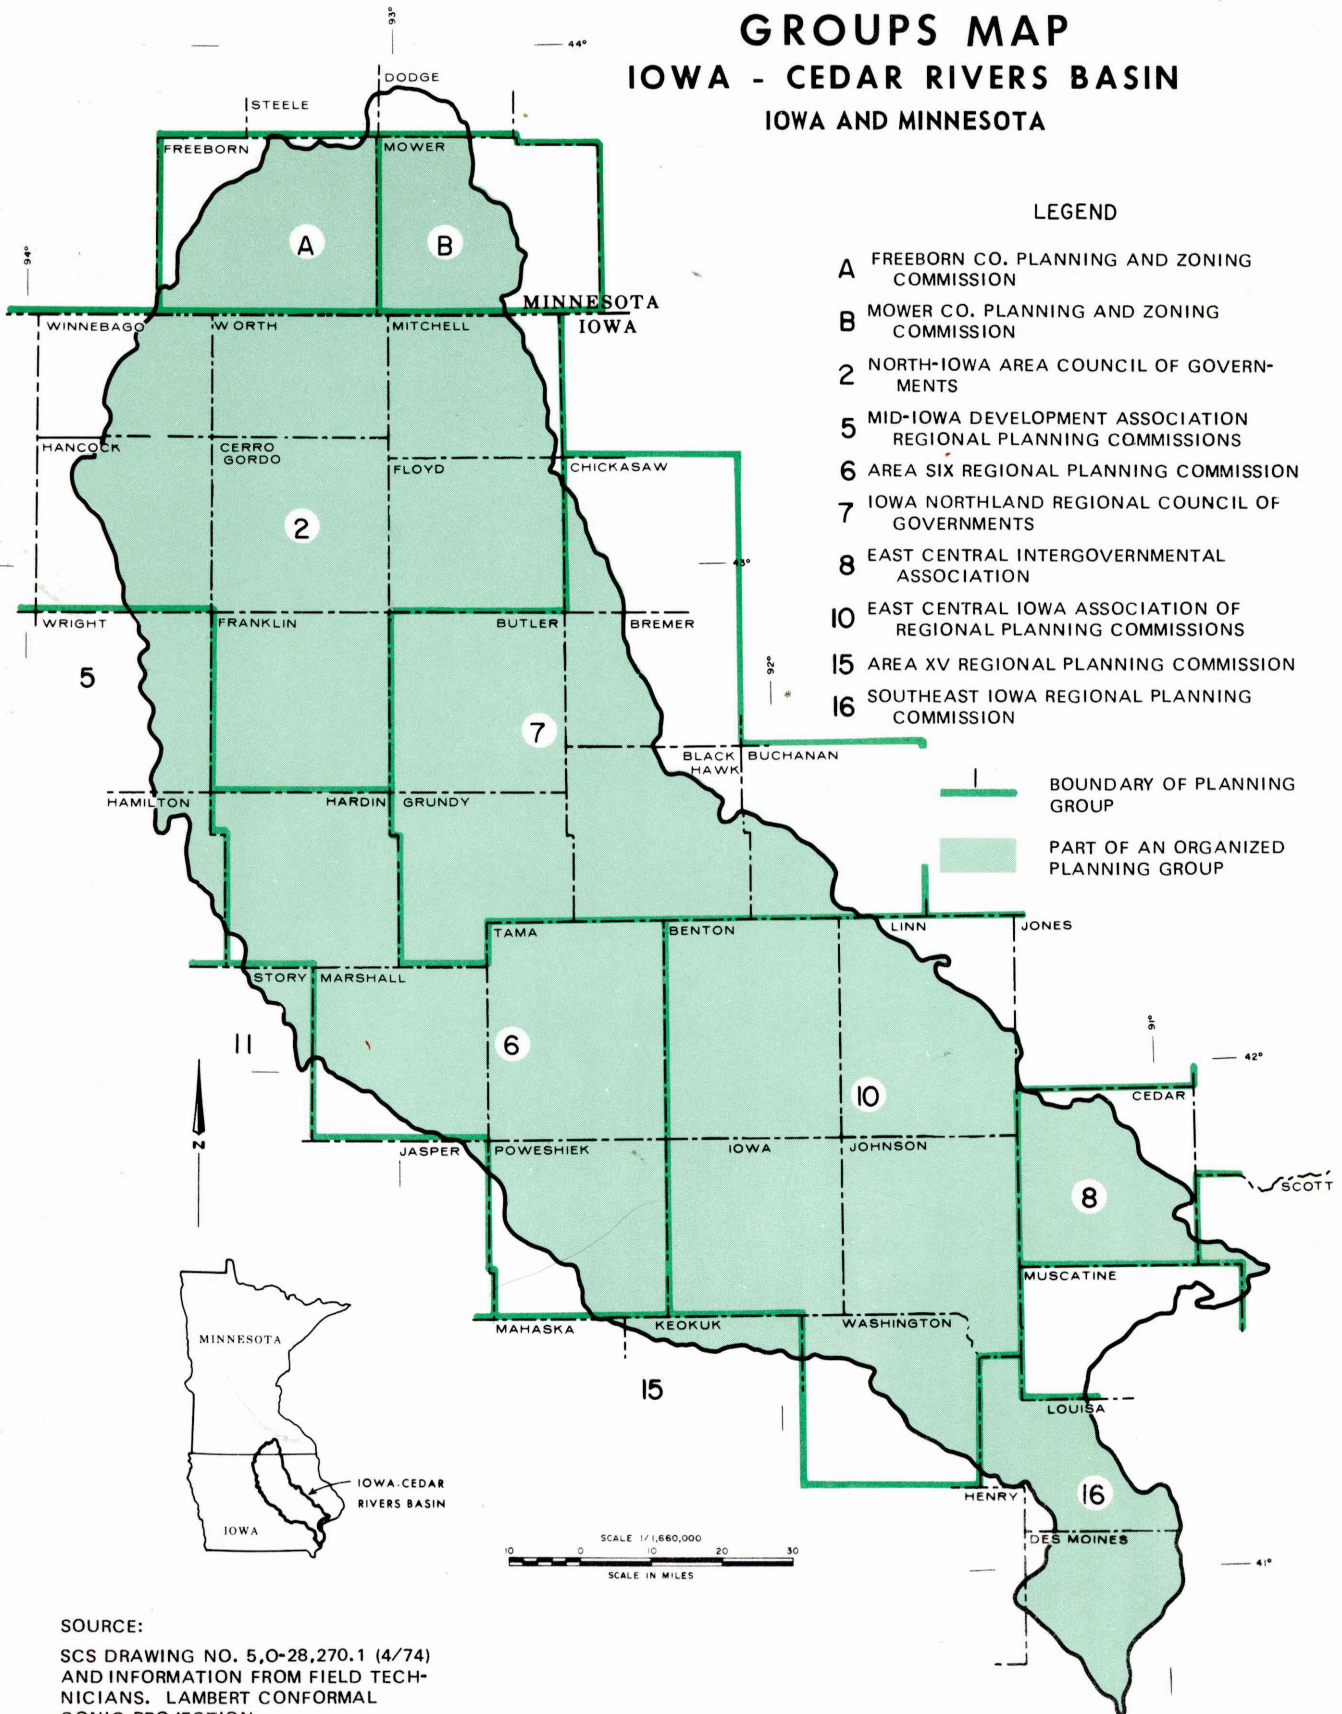 GROUPS MAP
IOWA - CEDAR RIVERS BASIN
IOWA AND MINNESOTA
93°
44°
DODGE
STEELE
FREEBORN
MOWER
A
B
94°
MINNESOTA
IOWA
WINNEBAGO
WORTH
MITCHELL
HANCOCK
CERRO
GORDO
FLOYD
CHICKASAW
2
43°
WRIGHT
FRANKLIN
BUTLER
BREMER
5
92°
7
BLACK
HAWK
BUCHANAN
HAMILTON
HARDIN
GRUNDY
TAMA
BENTON
LINN
JONES
STORY
MARSHALL
11
6
10
91°
42°
CEDAR
N
JASPER
POWESHIEK
IOWA
JOHNSON
8
SCOTT
MUSCATINE
MAHASKA
KEOKUK
WASHINGTON
15
LOUISA
HENRY
16
DES MOINES
41°
LEGEND
A FREEBORN CO. PLANNING AND ZONING
COMMISSION
B MOWER CO. PLANNING AND ZONING
COMMISSION
2 NORTH-IOWA AREA COUNCIL OF GOVERN-
MENTS
5 MID-IOWA DEVELOPMENT ASSOCIATION
REGIONAL PLANNING COMMISSIONS
6 AREA SIX REGIONAL PLANNING COMMISSION
7 IOWA NORTHLAND REGIONAL COUNCIL OF
GOVERNMENTS
8 EAST CENTRAL INTERGOVERNMENTAL
ASSOCIATION
10 EAST CENTRAL IOWA ASSOCIATION OF
REGIONAL PLANNING COMMISSIONS
15 AREA XV REGIONAL PLANNING COMMISSION
16 SOUTHEAST IOWA REGIONAL PLANNING
COMMISSION
BOUNDARY OF PLANNING
GROUP
PART OF AN ORGANIZED
PLANNING GROUP
MINNESOTA
IOWA
IOWA-CEDAR
RIVERS BASIN
SCALE 1/1,660,000
10 0 10 20 30
SCALE IN MILES
SOURCE:
SCS DRAWING NO. 5,O-28,270.1 (4/74)
AND INFORMATION FROM FIELD TECH-
NICIANS. LAMBERT CONFORMAL